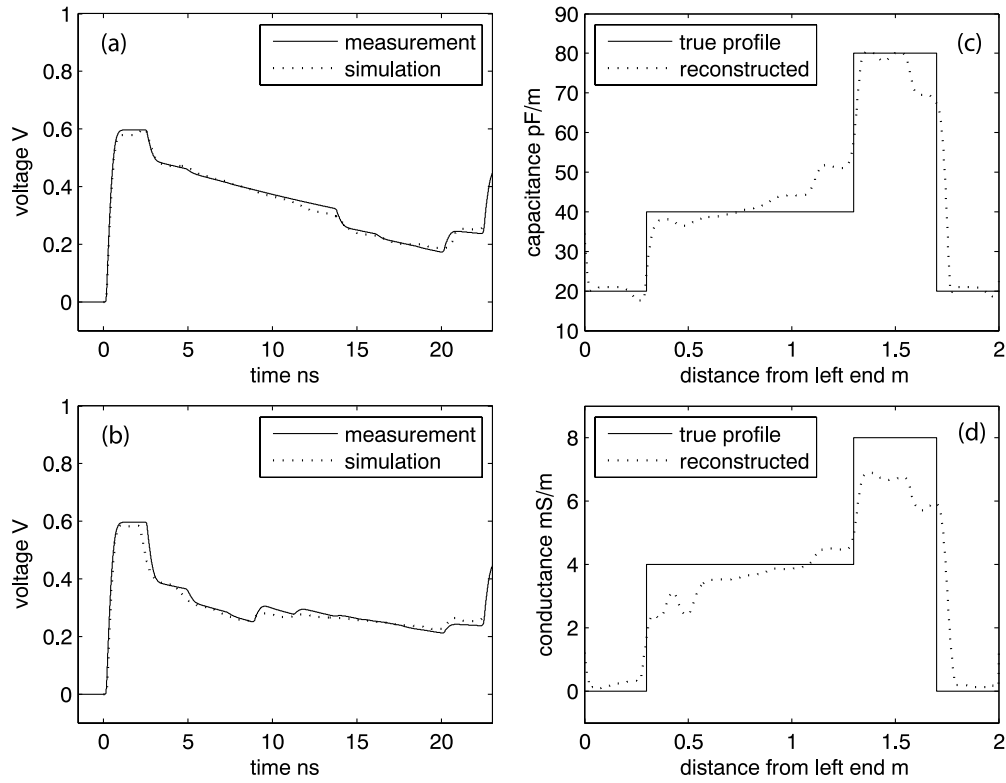 (a)
measurement
simulation
1
0.8
0.6
0.4
0.2
0
voltage V
0
5
10
15
20
time ns
(c)
true profile
reconstructed
90
80
70
60
50
40
30
20
10
capacitance pF/m
0
0.5
1
1.5
2
distance from left end m
(b)
measurement
simulation
1
0.8
0.6
0.4
0.2
0
voltage V
0
5
10
15
20
time ns
(d)
true profile
reconstructed
8
6
4
2
0
conductance mS/m
0
0.5
1
1.5
2
distance from left end m